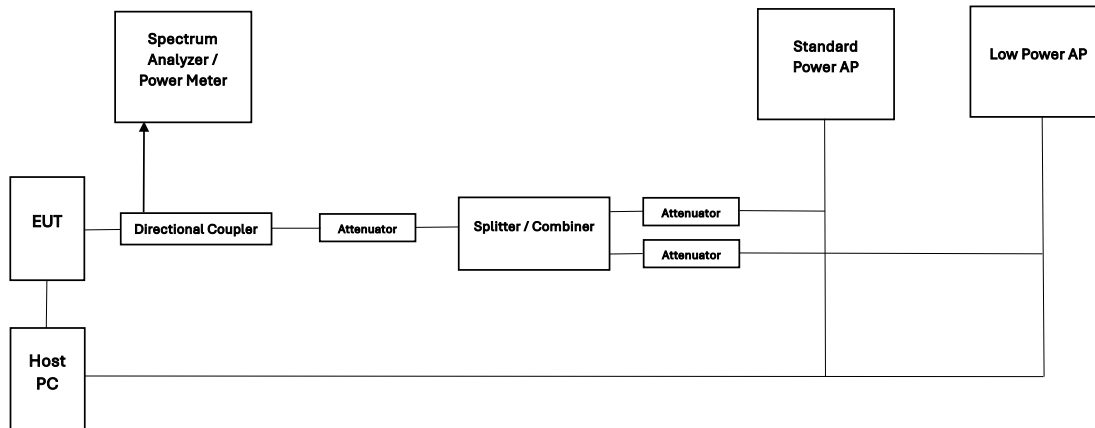 Spectrum
Analyzer /
Power Meter
Standard
Power AP
Low Power AP
EUT
Directional Coupler
Attenuator
Splitter / Combiner
Attenuator
Attenuator
Host
PC